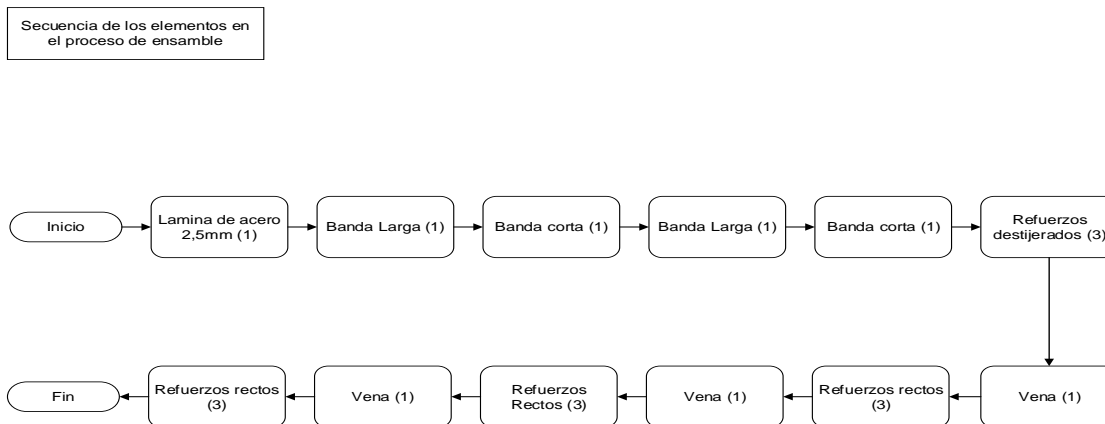 Secuencia de los elementos en
el proceso de ensamble
Inicio
Lamina de acero
2,5mm (1)
Banda Larga (1)
Banda corta (1)
Banda Larga (1)
Banda corta (1)
Refuerzos
destijerados (3)
Vena (1)
Refuerzos rectos
(3)
Vena (1)
Refuerzos
Rectos (3)
Vena (1)
Refuerzos rectos
(3)
Fin